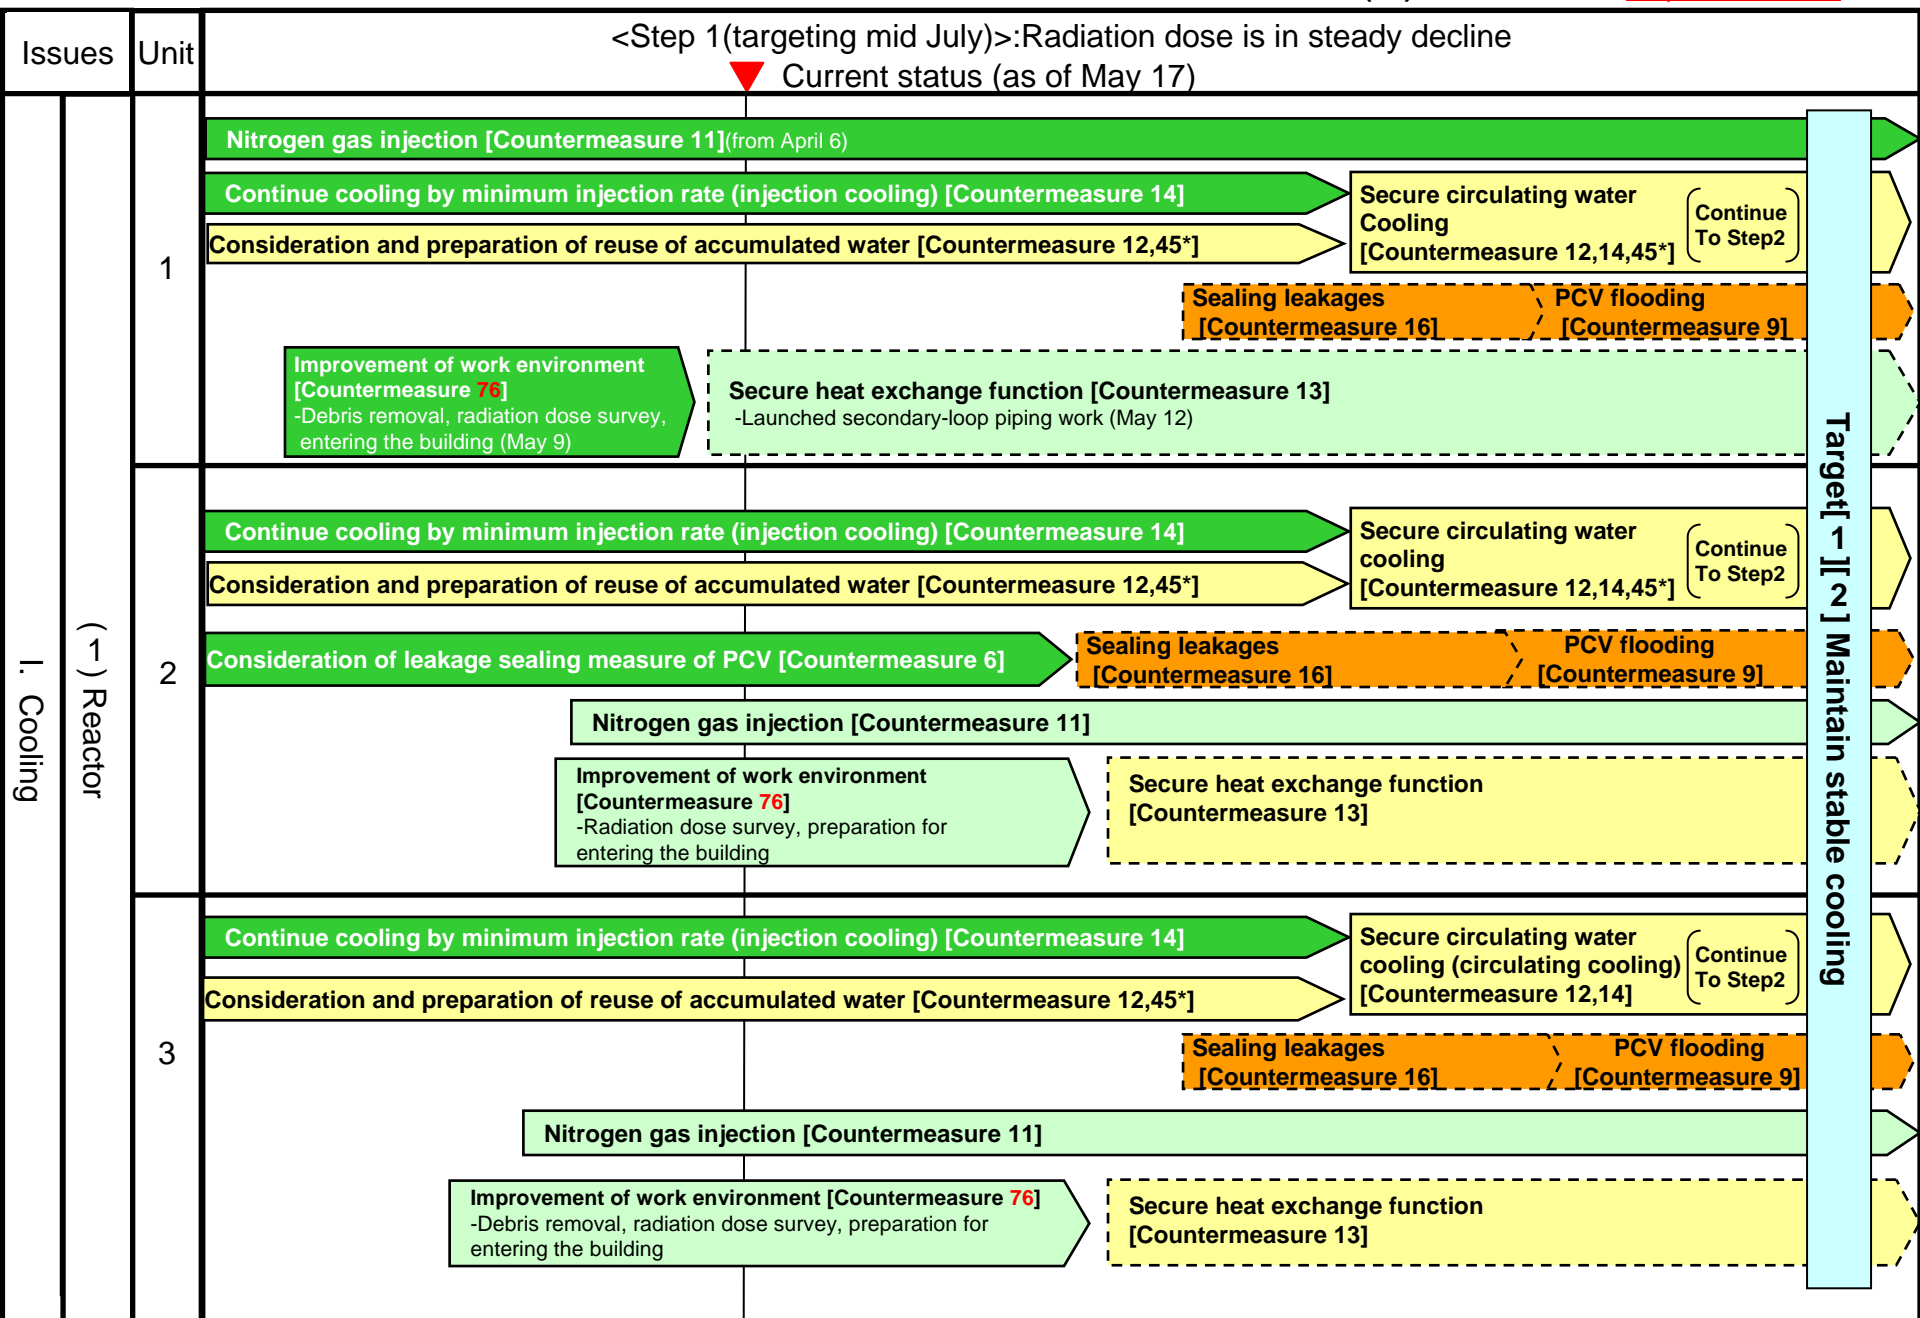 Issues
Unit
<Step 1(targeting mid July)>:Radiation dose is in steady decline
Current status (as of May 17)
I. Cooling
(1) Reactor
1
Nitrogen gas injection [Countermeasure 11](from April 6)
Continue cooling by minimum injection rate (injection cooling) [Countermeasure 14]
Consideration and preparation of reuse of accumulated water [Countermeasure 12,45*]
Secure circulating water
Cooling
[Countermeasure 12,14,45*]
Continue
To Step2
Sealing leakages
[Countermeasure 16]
PCV flooding
[Countermeasure 9]
Improvement of work environment
[Countermeasure 76]
-Debris removal, radiation dose survey,
entering the building (May 9)
Secure heat exchange function [Countermeasure 13]
-Launched secondary-loop piping work (May 12)
2
Continue cooling by minimum injection rate (injection cooling) [Countermeasure 14]
Consideration and preparation of reuse of accumulated water [Countermeasure 12,45*]
Secure circulating water
cooling
[Countermeasure 12,14,45*]
Continue
To Step2
Consideration of leakage sealing measure of PCV [Countermeasure 6]
Sealing leakages
[Countermeasure 16]
PCV flooding
[Countermeasure 9]
Nitrogen gas injection [Countermeasure 11]
Improvement of work environment
[Countermeasure 76]
-Radiation dose survey, preparation for
entering the building
Secure heat exchange function
[Countermeasure 13]
3
Continue cooling by minimum injection rate (injection cooling) [Countermeasure 14]
Consideration and preparation of reuse of accumulated water [Countermeasure 12,45*]
Secure circulating water
cooling (circulating cooling)
[Countermeasure 12,14]
Continue
To Step2
Sealing leakages
[Countermeasure 16]
PCV flooding
[Countermeasure 9]
Nitrogen gas injection [Countermeasure 11]
Improvement of work environment [Countermeasure 76]
-Debris removal, radiation dose survey, preparation for
entering the building
Secure heat exchange function
[Countermeasure 13]
Target[1][2] Maintain stable cooling